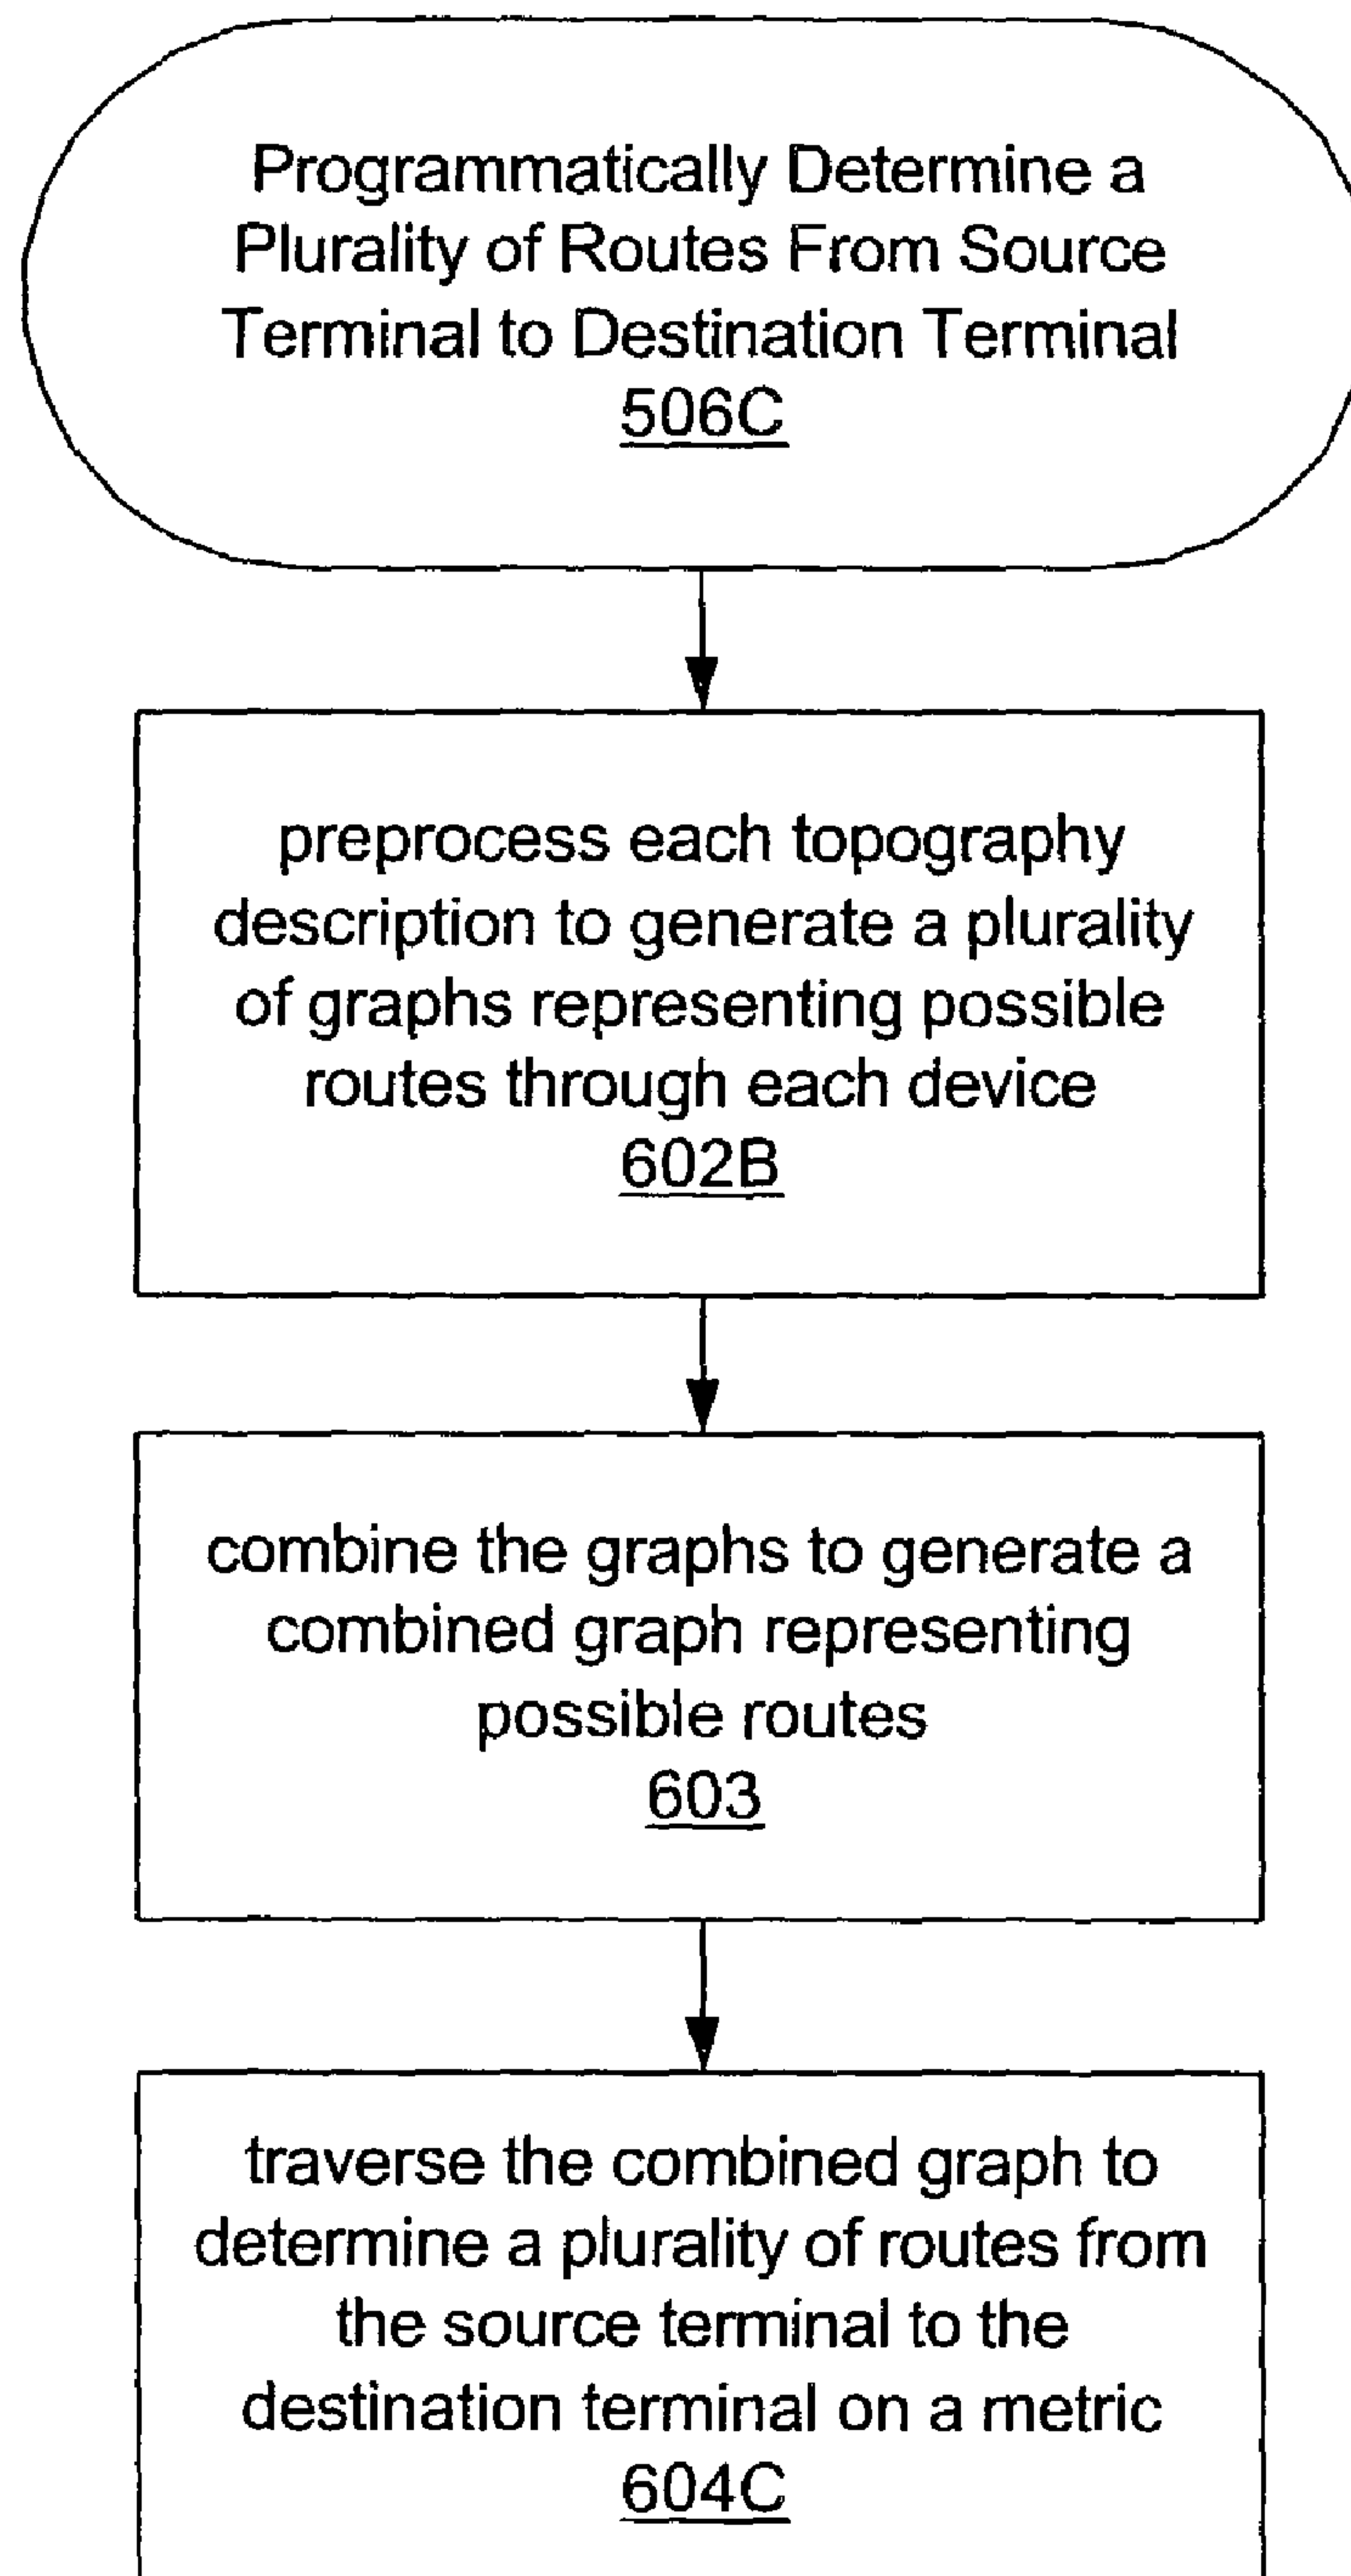 Programmatically Determine a
Plurality of Routes From Source
Terminal to Destination Terminal
506C
preprocess each topography
description to generate a plurality
of graphs representing possible
routes through each device
602B
combine the graphs to generate a
combined graph representing
possible routes
603
traverse the combined graph to
determine a plurality of routes from
the source terminal to the
destination terminal on a metric
604C